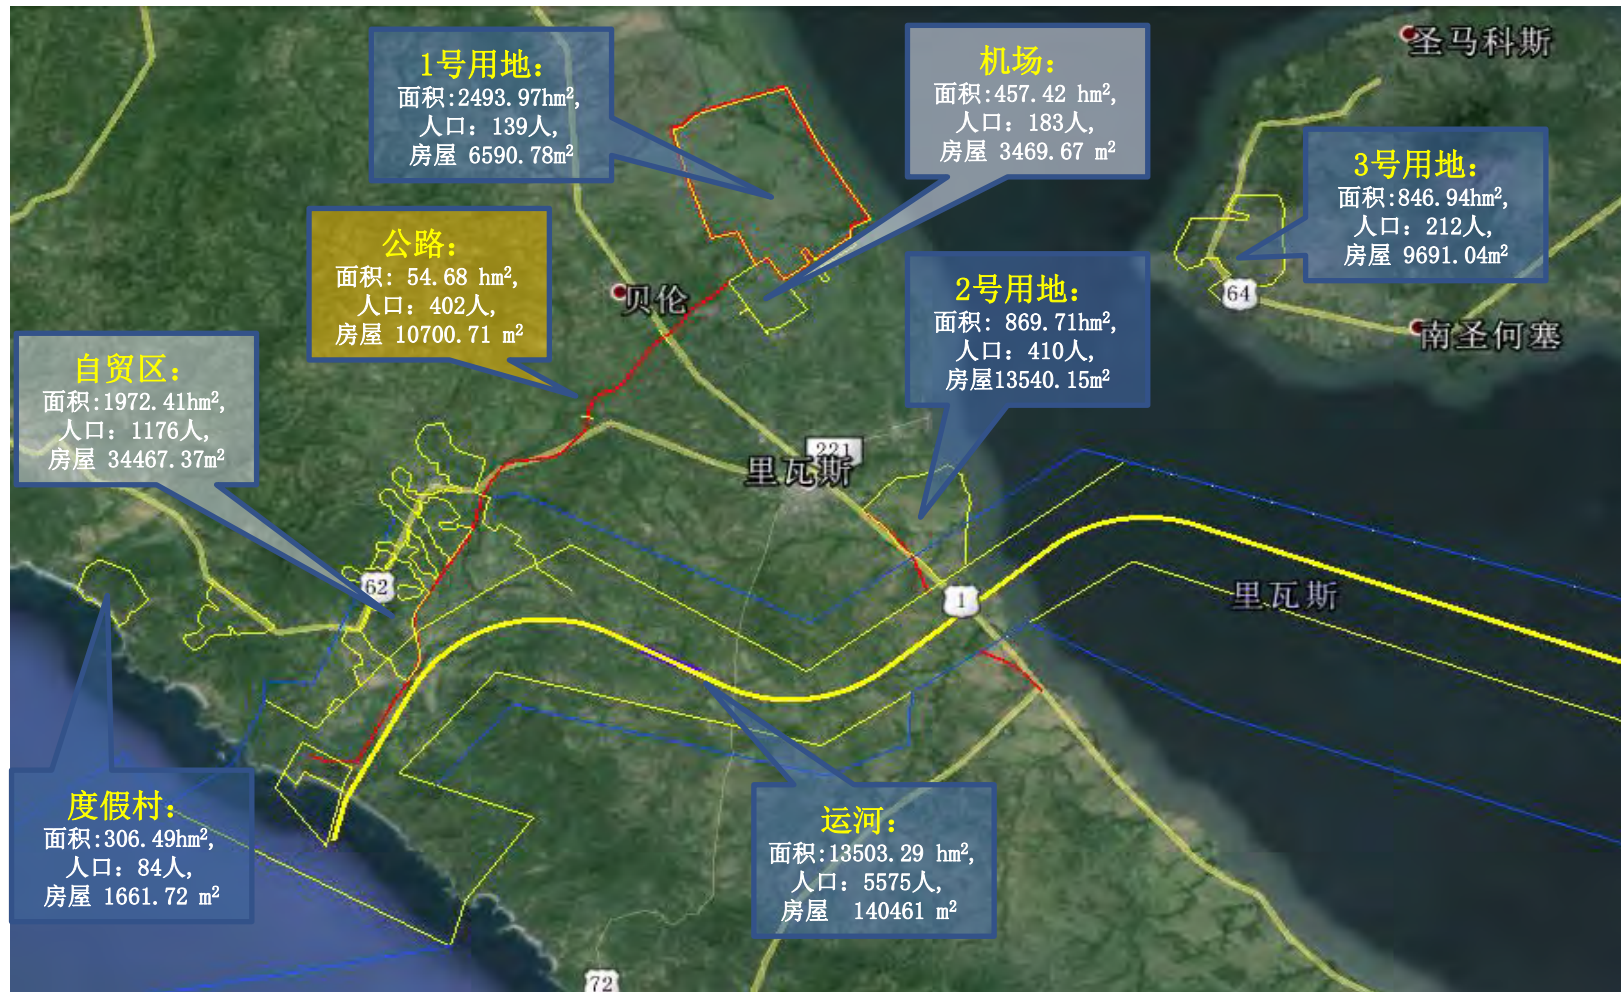 圣马科斯
1号用地：
面积:2493.97hm²,
人口：139人,
房屋 6590.78m²
机场：
面积:457.42 hm²,
人口：183人,
房屋 3469.67 m²
3号用地：
面积:846.94hm²,
人口：212人,
房屋 9691.04m²
公路：
面积: 54.68 hm²,
人口：402人,
房屋 10700.71 m²
2号用地：
面积: 869.71hm²,
人口：410人,
房屋13540.15m²
贝伦
64
南圣何塞
自贸区：
面积:1972.41hm²,
人口：1176人,
房屋 34467.37m²
221
里瓦斯
62
1
里瓦斯
度假村：
面积:306.49hm²,
人口：84人,
房屋 1661.72 m²
运河：
面积:13503.29 hm²,
人口：5575人,
房屋 140461 m²
72